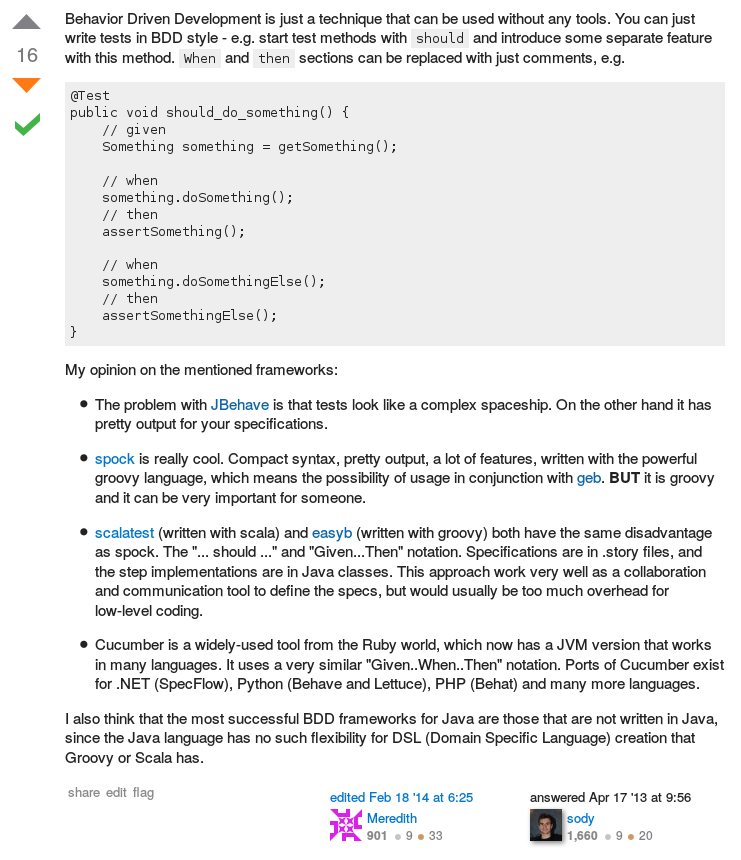 Behavior Driven Development is just a technique that can be used without any tools. You can just
write tests in BDD style - e.g. start test methods with should and introduce some separate feature
16
with this method. When and then sections can be replaced with just comments, e.g.
@Test
public void should_do_something() {
// given
Something something = getSomething();
// when
something.doSomething();
// then
assertSomething();
// when
something.doSomethingElse();
// then
assertSomethingElse();
}
My opinion on the mentioned frameworks:
● The problem with JBehave is that tests look like a complex spaceship. On the other hand it has
pretty output for your specifications.
● spock is really cool. Compact syntax, pretty output, a lot of features, written with the powerful
groovy language, which means the possibility of usage in conjunction with geb. BUT it is groovy
and it can be very important for someone.
● scalatest (written with scala) and easyb (written with groovy) both have the same disadvantage
as spock. The "... should ..." and "Given...Then" notation. Specifications are in .story files, and
the step implementations are in Java classes. This approach work very well as a collaboration
and communication tool to define the specs, but would usually be too much overhead for
low-level coding.
● Cucumber is a widely-used tool from the Ruby world, which now has a JVM version that works
in many languages. It uses a very similar "Given..When..Then" notation. Ports of Cucumber exist
for .NET (SpecFlow), Python (Behave and Lettuce), PHP (Behat) and many more languages.
I also think that the most successful BDD frameworks for Java are those that are not written in Java,
since the Java language has no such flexibility for DSL (Domain Specific Language) creation that
Groovy or Scala has.
share edit flag
edited Feb 18 '14 at 6:25
Meredith
901 ● 9 ● 33
answered Apr 17 '13 at 9:56
sody
1,660 ● 9 ● 20